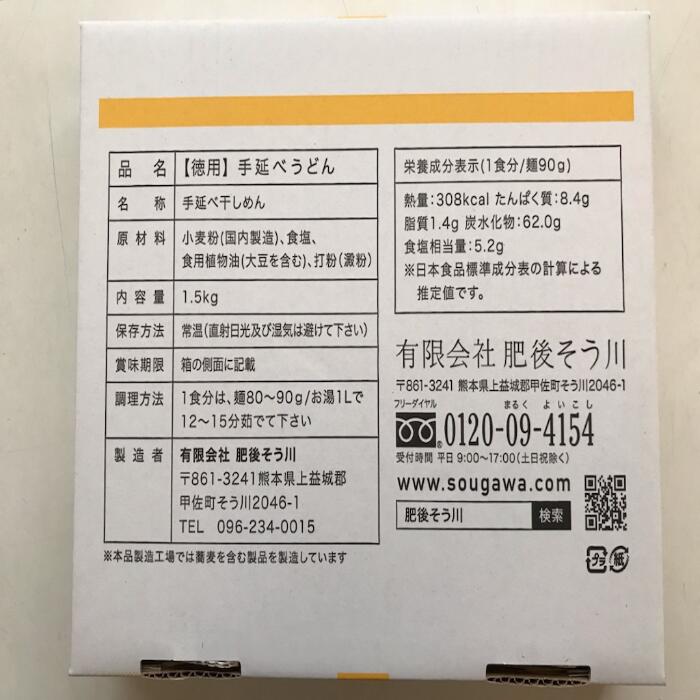 品名 【徳用】手延べうどん
名称 手延べ干しめん
原材料 小麦粉(国内製造)、食塩、
食用植物油(大豆を含む)、打粉(澱粉)
内容量 1.5kg
保存方法 常温(直射日光及び湿気は避けて下さい)
賞味期限 箱の側面に記載
調理方法 1食分は、麺80～90g/お湯1Lで
12～15分茹でて下さい
製造者 有限会社 肥後そう川
〒861-3241熊本県上益城郡
甲佐町そう川2046-1
TEL 096-234-0015
※本品製造工場では蕎麦を含む製品を製造しています
栄養成分表示(1食分/麺90g)
熱量:308kcal たんぱく質:8.4g
脂質1.4g 炭水化物:62.0g
食塩相当量:5.2g
※日本食品標準成分表の計算による
推定値です。
有限会社 肥後そう川
〒861-3241 熊本県上益城郡甲佐町そう川2046-1
フリーダイヤル まるく よいこし
0120-09-4154
受付時間 平日 9:00～17:00(土日祝除く)
www.sougawa.com
肥後そう川 検索
プラ 紙